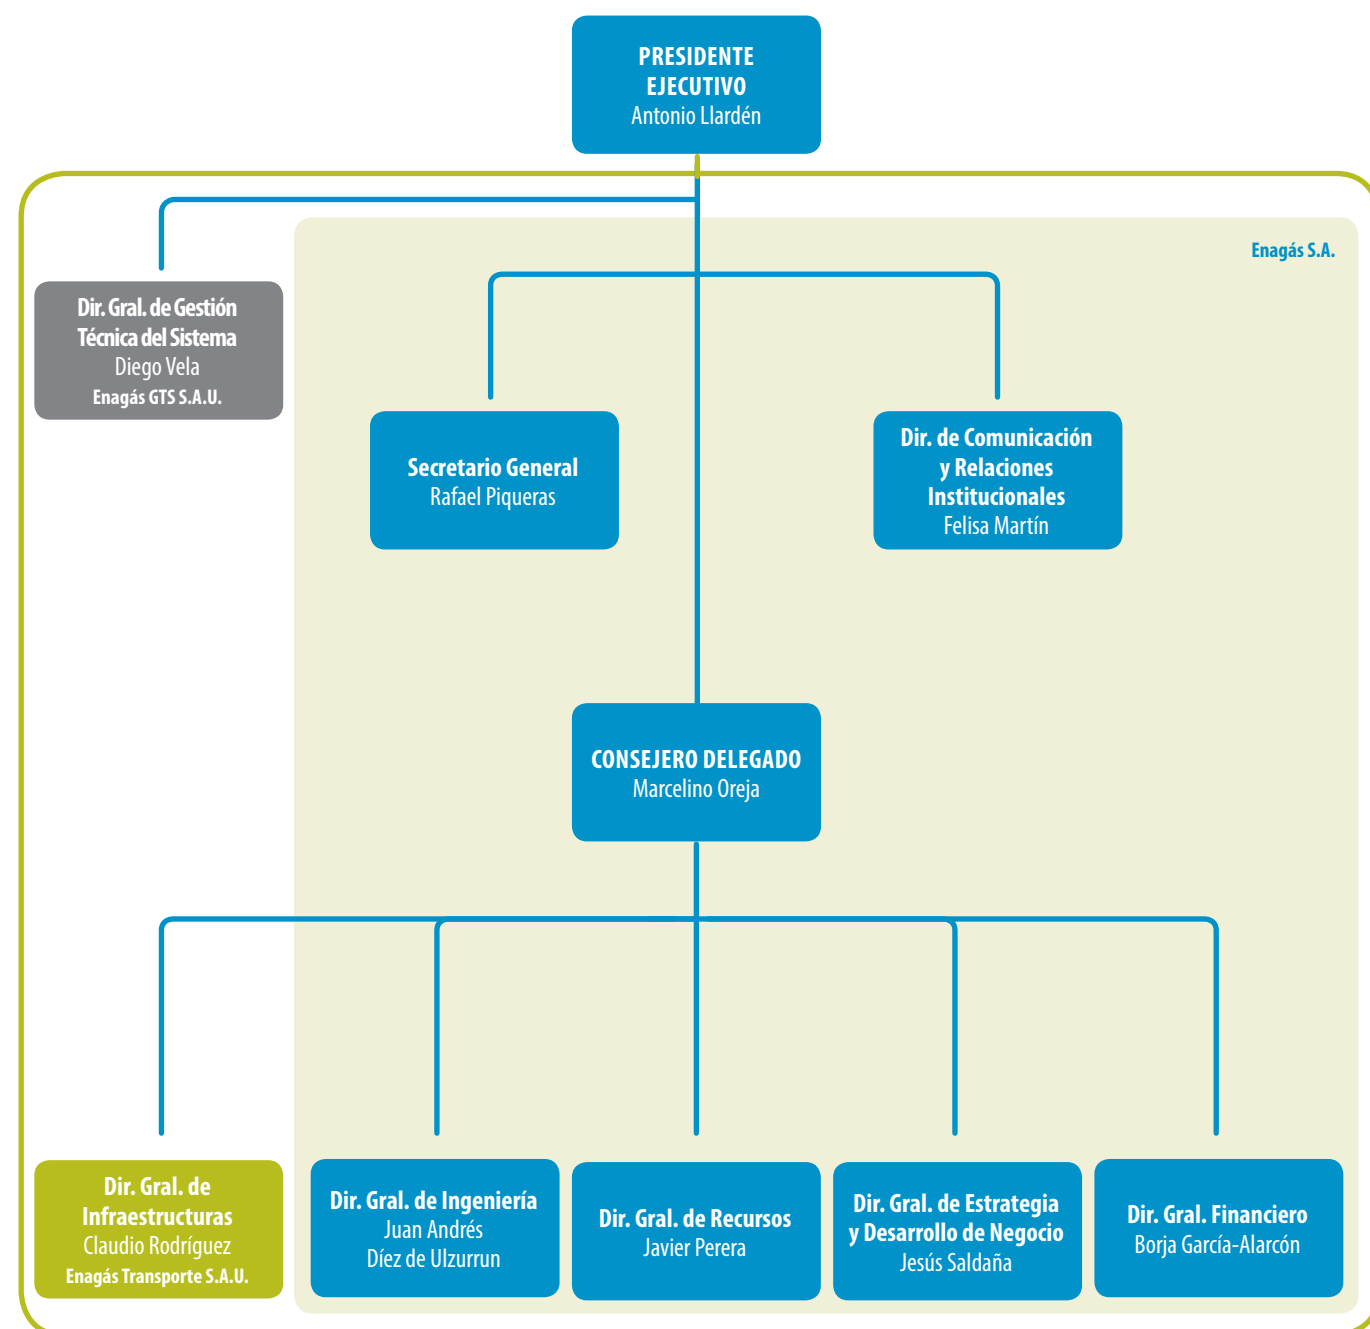 PRESIDENTE
EJECUTIVO
Antonio Llardén
Enagás S.A.
Dir. Gral. de Gestión
Técnica del Sistema
Diego Vela
Enagás GTS S.A.U.
Secretario General
Rafael Piqueras
Dir. de Comunicación
y Relaciones
Institucionales
Felisa Martín
CONSEJERO DELEGADO
Marcelino Oreja
Dir. Gral. de
Infraestructuras
Claudio Rodríguez
Enagás Transporte S.A.U.
Dir. Gral. de Ingeniería
Juan Andrés
Díez de Ulzurrun
Dir. Gral. de Recursos
Javier Perera
Dir. Gral. de Estrategia
y Desarrollo de Negocio
Jesús Saldaña
Dir. Gral. Financiero
Borja García-Alarcón